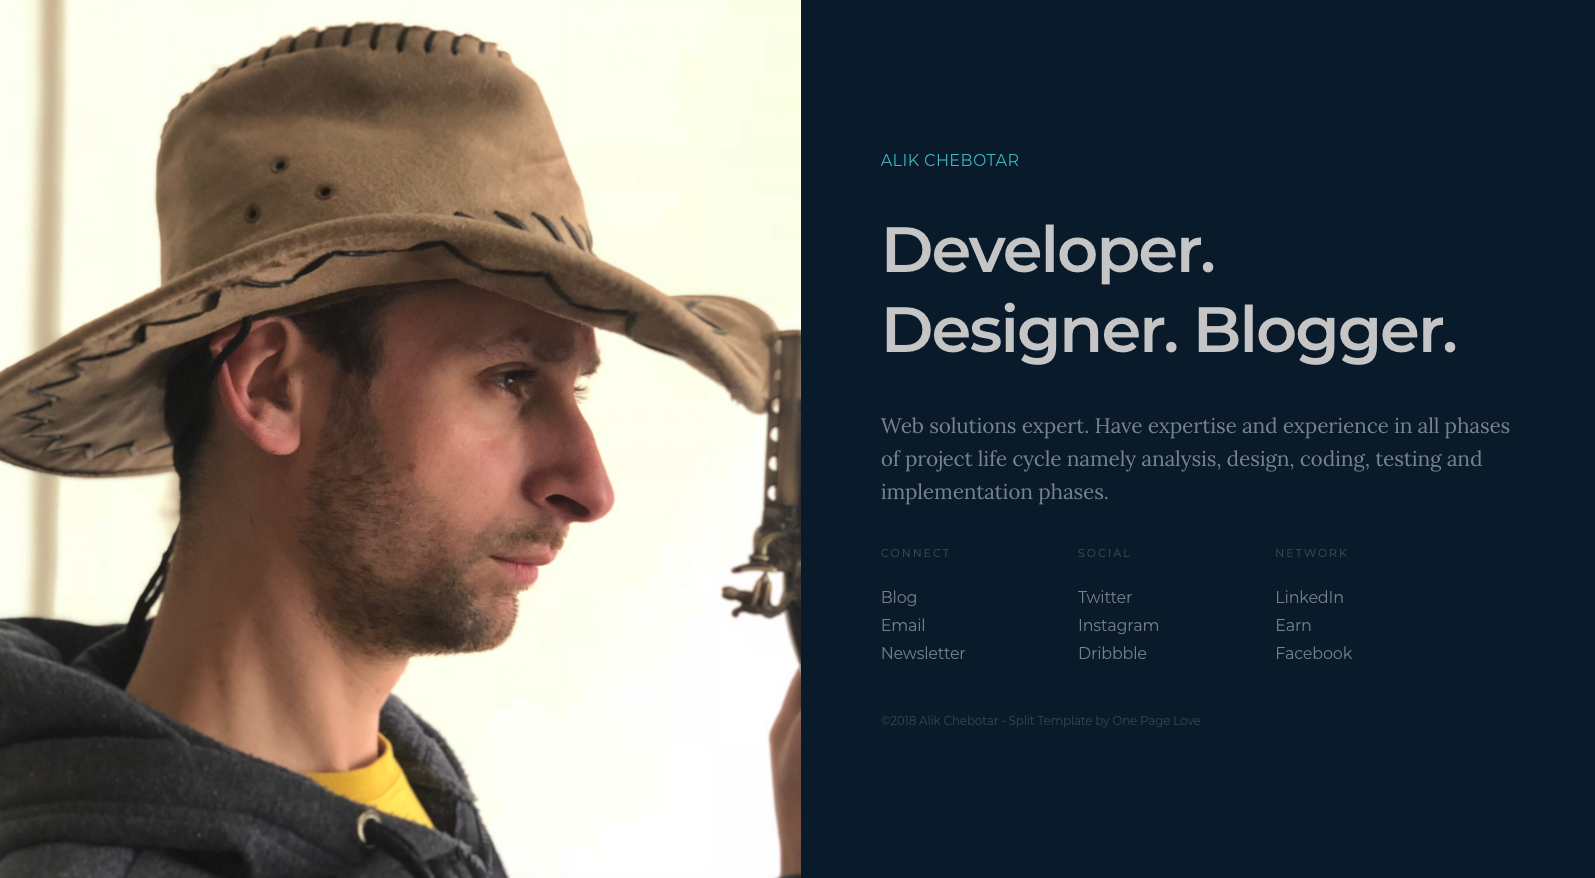 ALIK CHEBOTAR
Developer.
Designer. Blogger.
Web solutions expert. Have expertise and experience in all phases
of project life cycle namely analysis, design, coding, testing and
implementation phases.
CONNECT
Blog
Email
Newsletter
SOCIAL
Twitter
Instagram
Dribbble
NETWORK
LinkedIn
Earn
Facebook
©2018 Alik Chebotar - Split Template by One Page Love